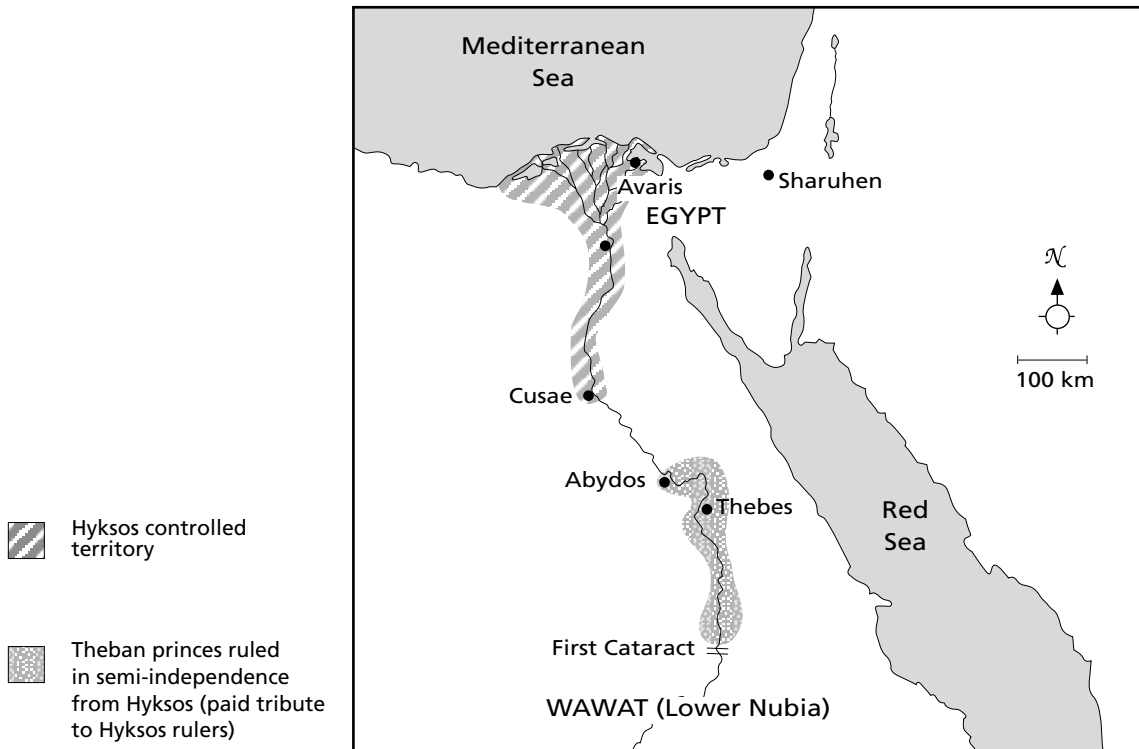 Mediterranean
Sea
Avaris
Sharuhen
EGYPT
N
100 km
Cusae
Abydos
Thebes
Red
Sea
First Cataract
WAWAT (Lower Nubia)
Hyksos controlled
territory
Theban princes ruled
in semi-independence
from Hyksos (paid tribute
to Hyksos rulers)